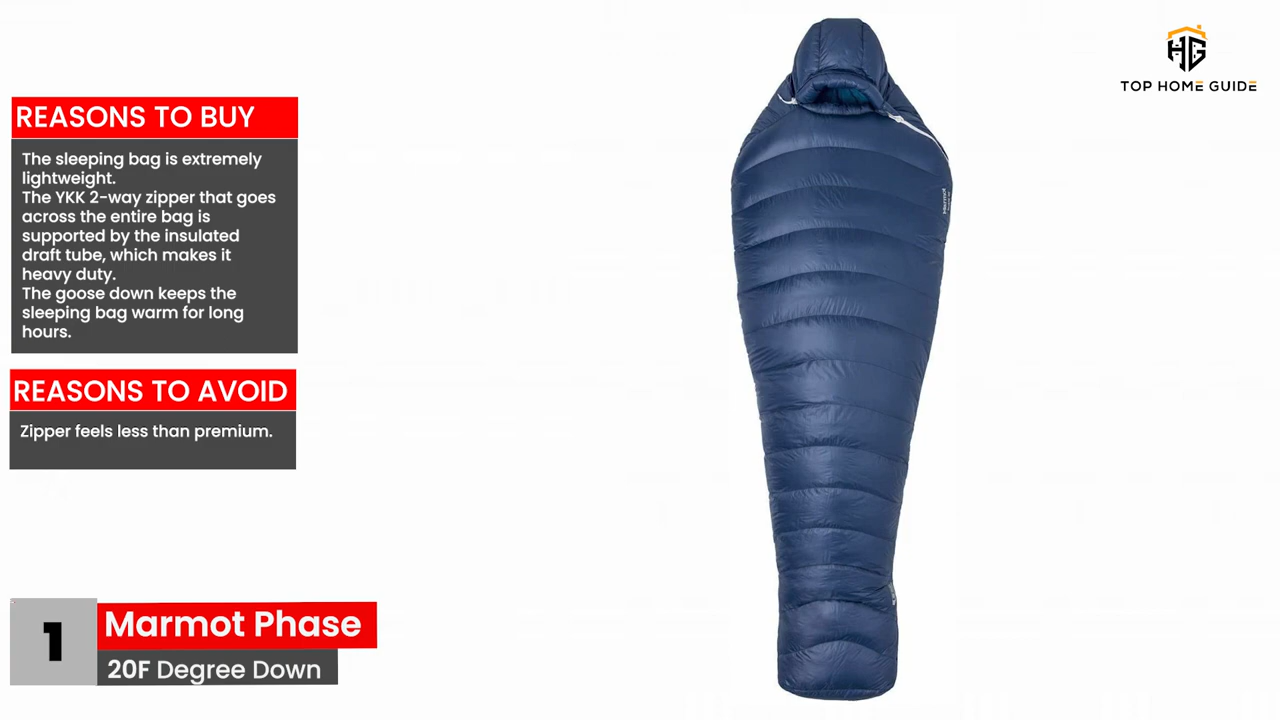 HG
TOP HOME GUIDE
REASONS TO BUY
The sleeping bag is extremely
lightweight.
The YKK 2-way zipper that goes
across the entire bag is
supported by the insulated
draft tube, which makes it
heavy duty.
The goose down keeps the
sleeping bag warm for long
hours.
REASONS TO AVOID
Zipper feels less than premium.
1
Marmot Phase
20F Degree Down
Marmot